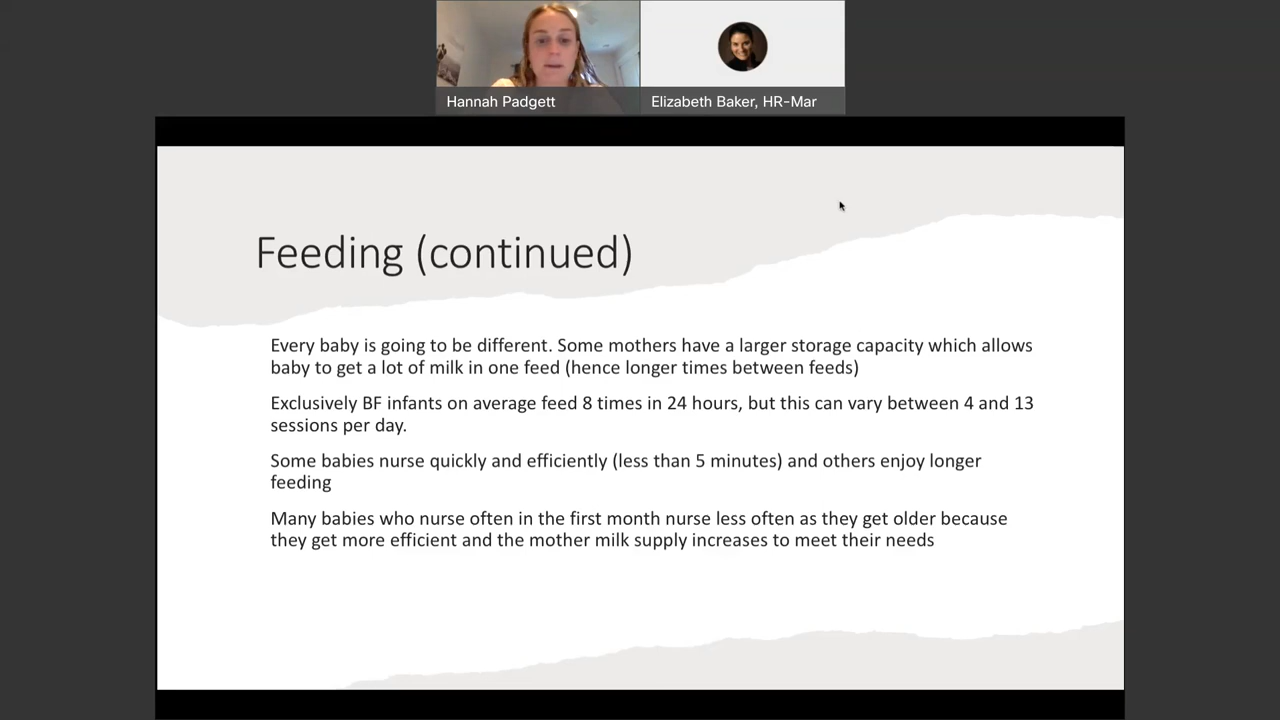 Hannah Padgett
Elizabeth Baker, HR-Mar
Feeding (continued)
Every baby is going to be different. Some mothers have a larger storage capacity which allows
baby to get a lot of milk in one feed (hence longer times between feeds)
Exclusively BF infants on average feed 8 times in 24 hours, but this can vary between 4 and 13
sessions per day.
Some babies nurse quickly and efficiently (less than 5 minutes) and others enjoy longer
feeding
Many babies who nurse often in the first month nurse less often as they get older because
they get more efficient and the mother milk supply increases to meet their needs